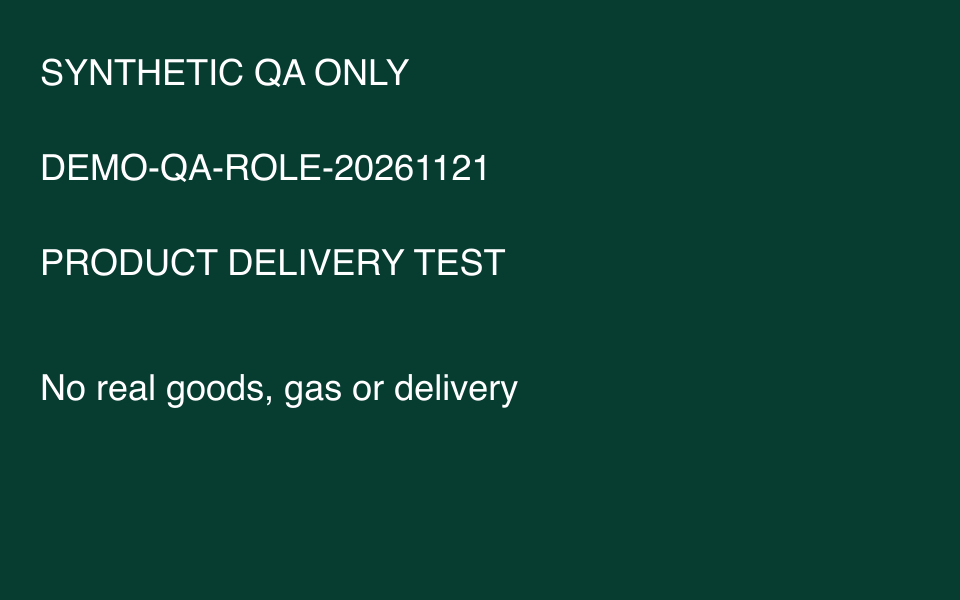 SYNTHETIC QA ONLY
DEMO-QA-ROLE-20261121
PRODUCT DELIVERY TEST
No real goods, gas or delivery